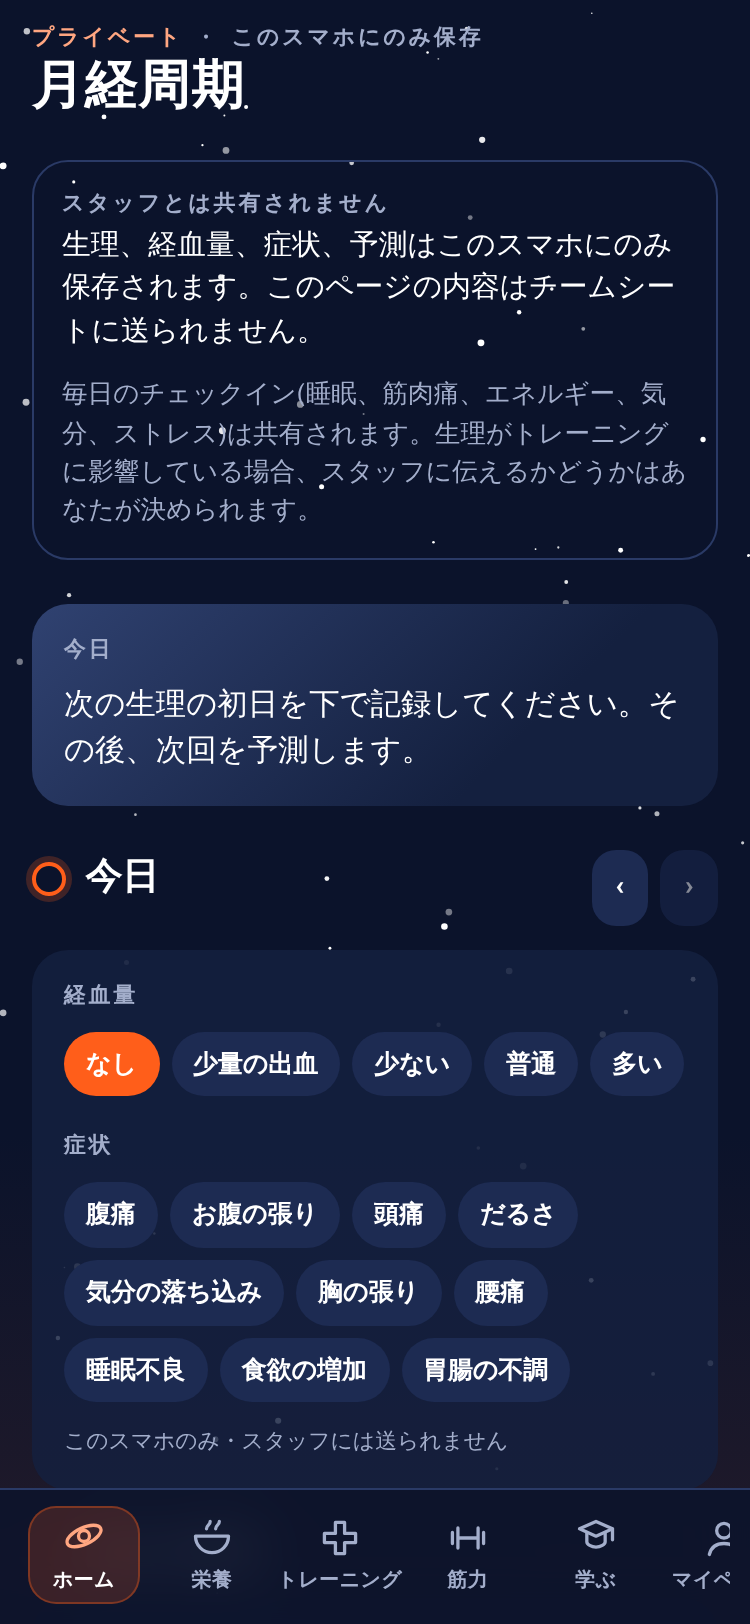 プライベート ・ このスマホにのみ保存
月経周期
スタッフとは共有されません
生理、経血量、症状、予測はこのスマホにのみ
保存されます。このページの内容はチームシー
トに送られません。
毎日のチェックイン(睡眠、筋肉痛、エネルギー、気
分、ストレス)は共有されます。生理がトレーニング
に影響している場合、スタッフに伝えるかどうかはあ
なたが決められます。
今日
次の生理の初日を下で記録してください。そ
の後、次回を予測します。
今日 ‹ ›
経血量
なし 少量の出血 少ない 普通 多い
症状
腹痛 お腹の張り 頭痛 だるさ
気分の落ち込み 胸の張り 腰痛
睡眠不良 食欲の増加 胃腸の不調
このスマホのみ・スタッフには送られません
ホーム 栄養 トレーニング 筋力 学ぶ マイペ